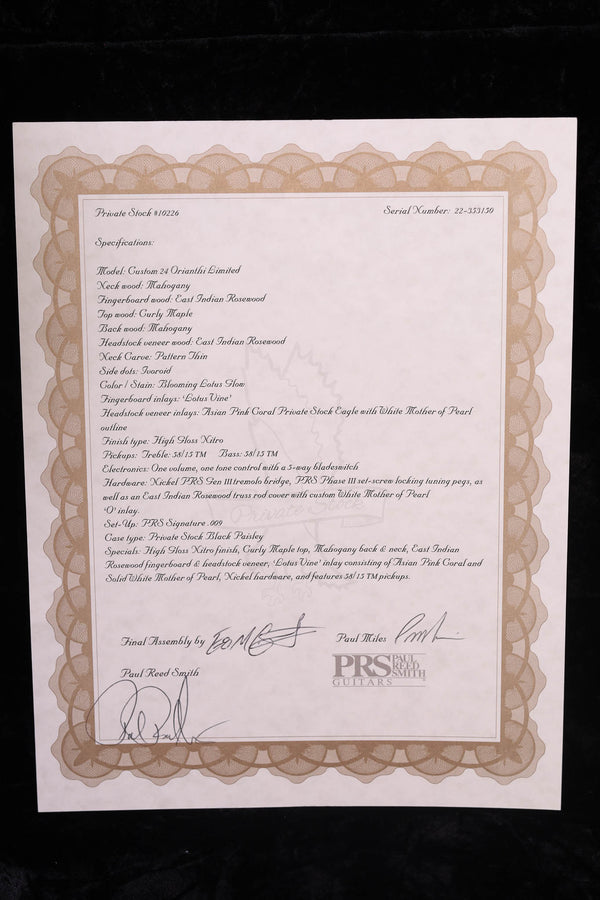 Private Stock #10226 Serial Number: 22-353150
Specifications:
Model: Custom 24 Orianthi Limited
Neck wood: Mahogany
Fingerboard wood: East Indian Rosewood
Top wood: Curly Maple
Back wood: Mahogany
Headstock veneer wood: East Indian Rosewood
Neck Carve: Pattern Thin
Side dots: Ivoroid
Color / Stain: Blooming Lotus Glow
Fingerboard inlays: 'Lotus Vine'
Headstock veneer inlays: Asian Pink Coral Private Stock Eagle with White Mother of Pearl
outline
Finish type: High Gloss Nitro
Pickups: Treble: 58/15 TM Bass: 58/15 TM
Electronics: One volume, one tone control with a 5-way bladeswitch
Hardware: Nickel PRS Gen III tremolo bridge, PRS Phase III set-screw locking tuning pegs, as
well as an East Indian Rosewood truss rod cover with custom White Mother of Pearl
'O' inlay.
Private Stock
Set-Up: PRS Signature .009
Case type: Private Stock Black Paisley
Specials: High Gloss Nitro finish, Curly Maple top, Mahogany back & neck, East Indian
Rosewood fingerboard & headstock veneer, 'Lotus Vine' inlay consisting of Asian Pink Coral and
Solid White Mother of Pearl, Nickel hardware, and features 58/15 TM pickups.
Final Assembly by Paul Miles
Paul Reed Smith
PRS PAUL REED SMITH
GUITARS